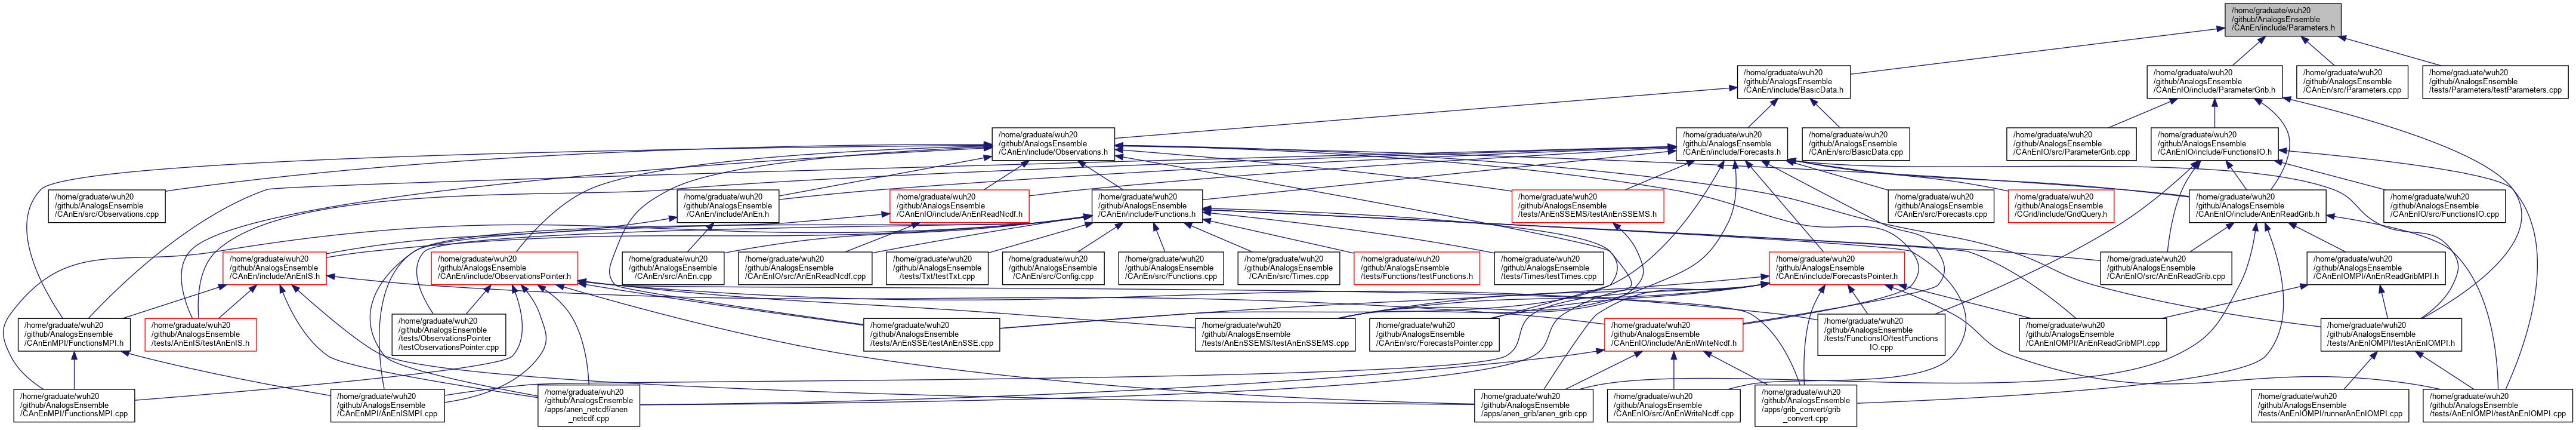 /home/graduate/wuh20
/github/AnalogsEnsemble
/CAnEn/include/Parameters.h
/home/graduate/wuh20
/github/AnalogsEnsemble
/CAnEn/include/BasicData.h
/home/graduate/wuh20
/github/AnalogsEnsemble
/CAnEnIO/include/ParameterGrib.h
/home/graduate/wuh20
/github/AnalogsEnsemble
/CAnEn/src/Parameters.cpp
/home/graduate/wuh20
/github/AnalogsEnsemble
/tests/Parameters/testParameters.cpp
/home/graduate/wuh20
/github/AnalogsEnsemble
/CAnEn/include/Observations.h
/home/graduate/wuh20
/github/AnalogsEnsemble
/CAnEn/include/Forecasts.h
/home/graduate/wuh20
/github/AnalogsEnsemble
/CAnEn/src/BasicData.cpp
/home/graduate/wuh20
/github/AnalogsEnsemble
/CAnEnIO/src/ParameterGrib.cpp
/home/graduate/wuh20
/github/AnalogsEnsemble
/CAnEnIO/include/FunctionsIO.h
/home/graduate/wuh20
/github/AnalogsEnsemble
/CAnEn/src/Observations.cpp
/home/graduate/wuh20
/github/AnalogsEnsemble
/CAnEn/include/AnEn.h
/home/graduate/wuh20
/github/AnalogsEnsemble
/CAnEnIO/include/AnEnReadNcdf.h
/home/graduate/wuh20
/github/AnalogsEnsemble
/CAnEn/include/Functions.h
/home/graduate/wuh20
/github/AnalogsEnsemble
/tests/AnEnSSEMS/testAnEnSSEMS.h
/home/graduate/wuh20
/github/AnalogsEnsemble
/CAnEn/src/Forecasts.cpp
/home/graduate/wuh20
/github/AnalogsEnsemble
/CGrid/include/GridQuery.h
/home/graduate/wuh20
/github/AnalogsEnsemble
/CAnEnIO/include/AnEnReadGrib.h
/home/graduate/wuh20
/github/AnalogsEnsemble
/CAnEnIO/src/FunctionsIO.cpp
/home/graduate/wuh20
/github/AnalogsEnsemble
/CAnEn/include/AnEnIS.h
/home/graduate/wuh20
/github/AnalogsEnsemble
/CAnEn/include/ObservationsPointer.h
/home/graduate/wuh20
/github/AnalogsEnsemble
/CAnEn/src/AnEn.cpp
/home/graduate/wuh20
/github/AnalogsEnsemble
/CAnEnIO/src/AnEnReadNcdf.cpp
/home/graduate/wuh20
/github/AnalogsEnsemble
/tests/Txt/testTxt.cpp
/home/graduate/wuh20
/github/AnalogsEnsemble
/CAnEn/src/Config.cpp
/home/graduate/wuh20
/github/AnalogsEnsemble
/CAnEn/src/Functions.cpp
/home/graduate/wuh20
/github/AnalogsEnsemble
/CAnEn/src/Times.cpp
/home/graduate/wuh20
/github/AnalogsEnsemble
/tests/Functions/testFunctions.h
/home/graduate/wuh20
/github/AnalogsEnsemble
/tests/Times/testTimes.cpp
/home/graduate/wuh20
/github/AnalogsEnsemble
/CAnEn/include/ForecastsPointer.h
/home/graduate/wuh20
/github/AnalogsEnsemble
/CAnEnIO/src/AnEnReadGrib.cpp
/home/graduate/wuh20
/github/AnalogsEnsemble
/CAnEnIOMPI/AnEnReadGribMPI.h
/home/graduate/wuh20
/github/AnalogsEnsemble
/CAnEnMPI/FunctionsMPI.h
/home/graduate/wuh20
/github/AnalogsEnsemble
/tests/AnEnIS/testAnEnIS.h
/home/graduate/wuh20
/github/AnalogsEnsemble
/tests/ObservationsPointer
/testObservationsPointer.cpp
/home/graduate/wuh20
/github/AnalogsEnsemble
/tests/AnEnSSE/testAnEnSSE.cpp
/home/graduate/wuh20
/github/AnalogsEnsemble
/tests/AnEnSSEMS/testAnEnSSEMS.cpp
/home/graduate/wuh20
/github/AnalogsEnsemble
/CAnEn/src/ForecastsPointer.cpp
/home/graduate/wuh20
/github/AnalogsEnsemble
/CAnEnIO/include/AnEnWriteNcdf.h
/home/graduate/wuh20
/github/AnalogsEnsemble
/tests/FunctionsIO/testFunctions
IO.cpp
/home/graduate/wuh20
/github/AnalogsEnsemble
/CAnEnIOMPI/AnEnReadGribMPI.cpp
/home/graduate/wuh20
/github/AnalogsEnsemble
/tests/AnEnIOMPI/testAnEnIOMPI.h
/home/graduate/wuh20
/github/AnalogsEnsemble
/CAnEnMPI/FunctionsMPI.cpp
/home/graduate/wuh20
/github/AnalogsEnsemble
/CAnEnMPI/AnEnISMPI.cpp
/home/graduate/wuh20
/github/AnalogsEnsemble
/apps/anen_netcdf/anen
_netcdf.cpp
/home/graduate/wuh20
/github/AnalogsEnsemble
/apps/anen_grib/anen_grib.cpp
/home/graduate/wuh20
/github/AnalogsEnsemble
/CAnEnIO/src/AnEnWriteNcdf.cpp
/home/graduate/wuh20
/github/AnalogsEnsemble
/apps/grib_convert/grib
_convert.cpp
/home/graduate/wuh20
/github/AnalogsEnsemble
/tests/AnEnIOMPI/runnerAnEnIOMPI.cpp
/home/graduate/wuh20
/github/AnalogsEnsemble
/tests/AnEnIOMPI/testAnEnIOMPI.cpp